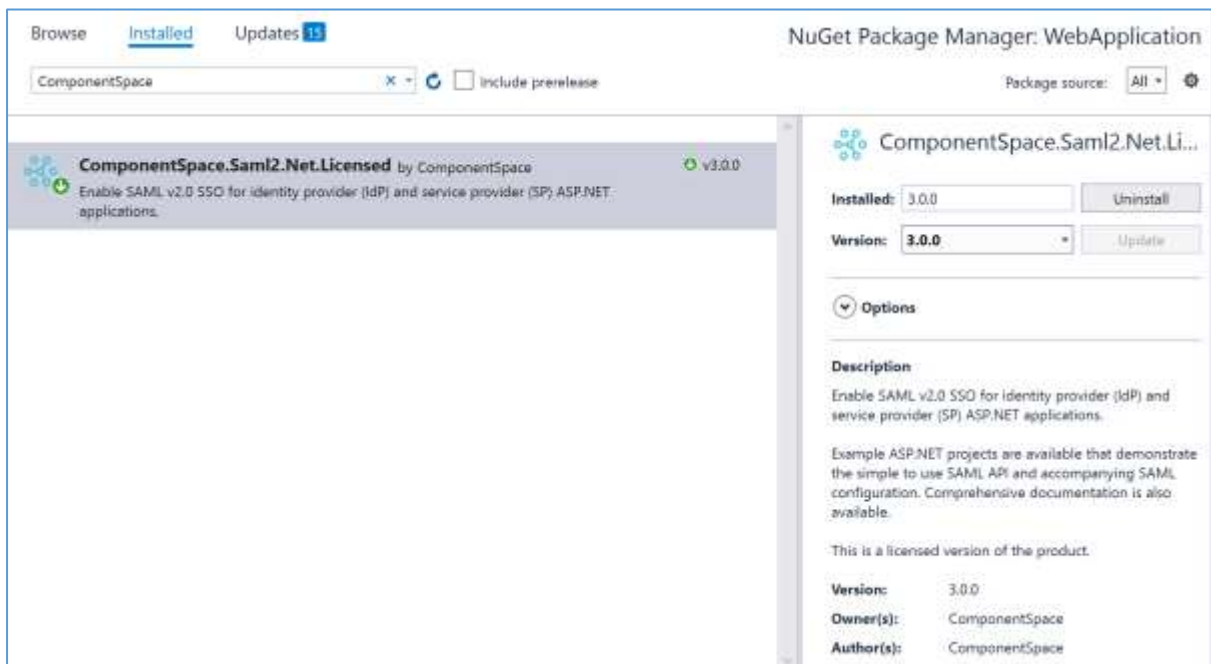 Browse Installed Updates 15
NuGet Package Manager: WebApplication
ComponentSpace
Include prerelease
Package source: All
ComponentSpace.Saml2.Net.Licensed by ComponentSpace
v3.0.0
Enable SAML v2.0 SSO for identity provider (IdP) and service provider (SP) ASP.NET
applications.
ComponentSpace.Saml2.Net.Li...
Installed: 3.0.0 Uninstall
Version: 3.0.0 Update
Options
Description
Enable SAML v2.0 SSO for identity provider (IdP) and
service provider (SP) ASP.NET applications.
Example ASP.NET projects are available that demonstrate
the simple to use SAML API and accompanying SAML
configuration. Comprehensive documentation is also
available.
This is a licensed version of the product.
Version: 3.0.0
Owner(s): ComponentSpace
Author(s): ComponentSpace